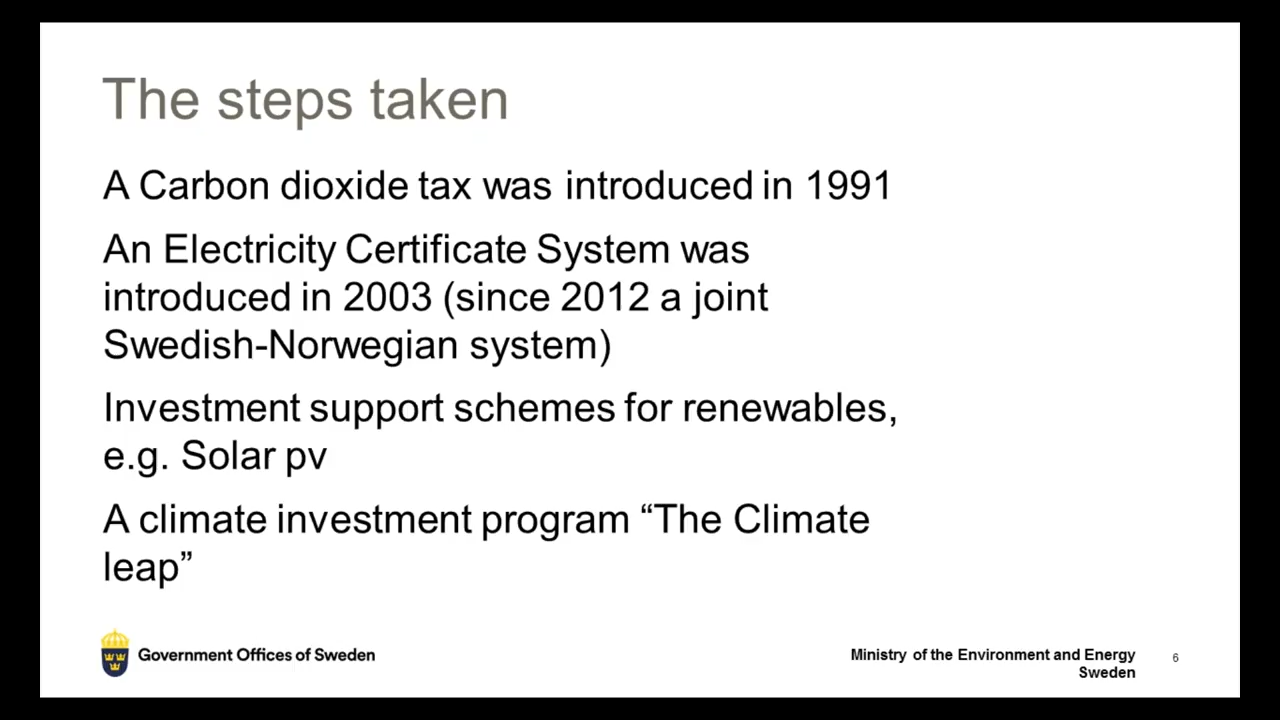 The steps taken
A Carbon dioxide tax was introduced in 1991
An Electricity Certificate System was
introduced in 2003 (since 2012 a joint
Swedish-Norwegian system)
Investment support schemes for renewables,
e.g. Solar pv
A climate investment program “The Climate
leap”
Government Offices of Sweden
Ministry of the Environment and Energy
Sweden
6